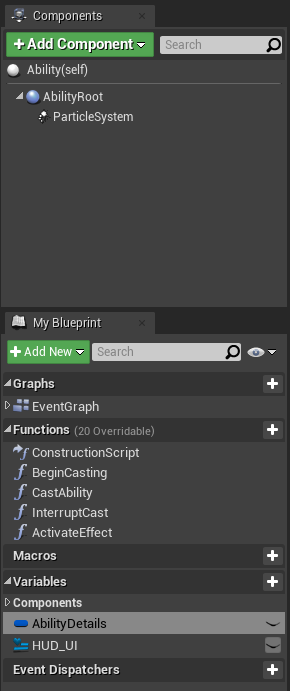 Components
Add Component
Search
Ability(self)
AbilityRoot
ParticleSystem
My Blueprint
Add New
Search
Graphs
EventGraph
Functions (20 Overridable)
ConstructionScript
BeginCasting
CastAbility
InterruptCast
ActivateEffect
Macros
Variables
Components
AbilityDetails
HUD_UI
Event Dispatchers